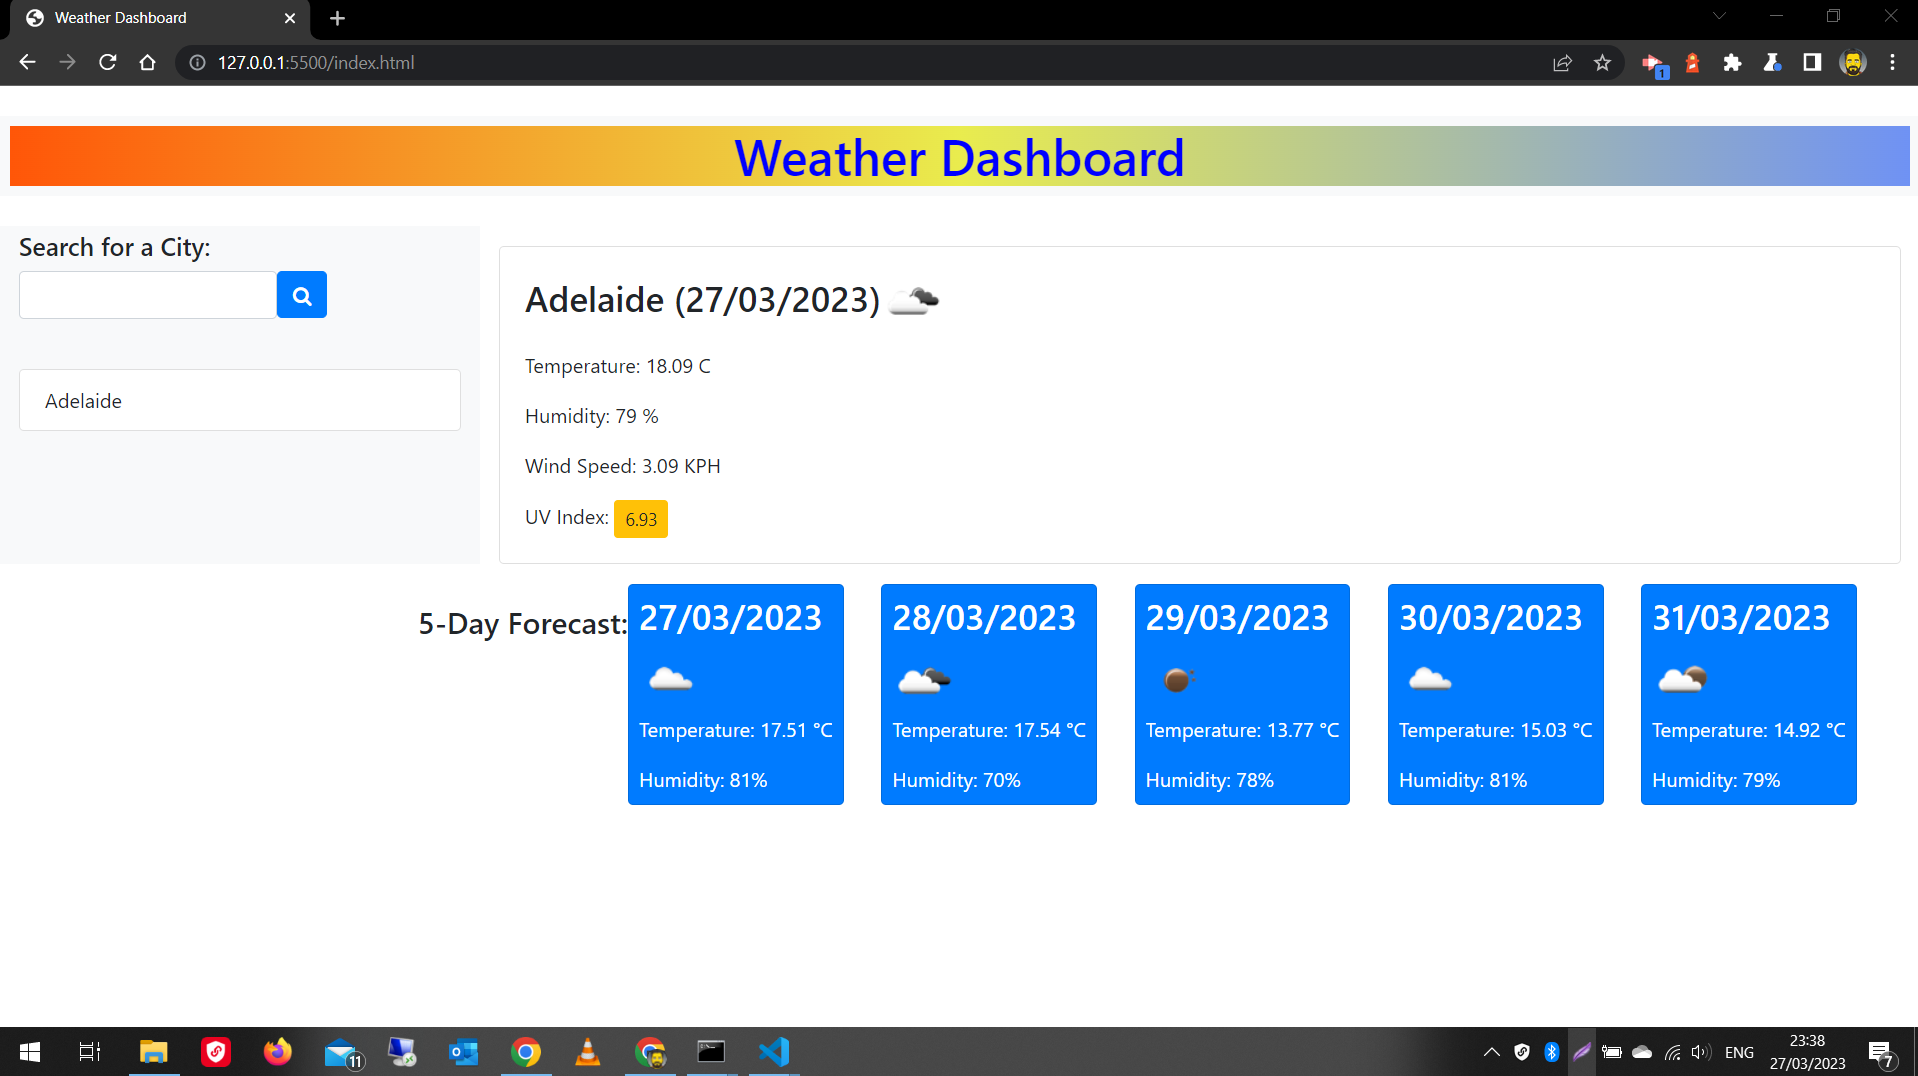 Weather Dashboard
127.0.0.1:5500/index.html
1
Weather Dashboard
Search for a City:
Adelaide
Adelaide (27/03/2023)
Temperature: 18.09 C
Humidity: 79 %
Wind Speed: 3.09 KPH
UV Index: 6.93
5-Day Forecast:
27/03/2023
Temperature: 17.51 °C
Humidity: 81%
28/03/2023
Temperature: 17.54 °C
Humidity: 70%
29/03/2023
Temperature: 13.77 °C
Humidity: 78%
30/03/2023
Temperature: 15.03 °C
Humidity: 81%
31/03/2023
Temperature: 14.92 °C
Humidity: 79%
11
ENG
23:38
27/03/2023
7